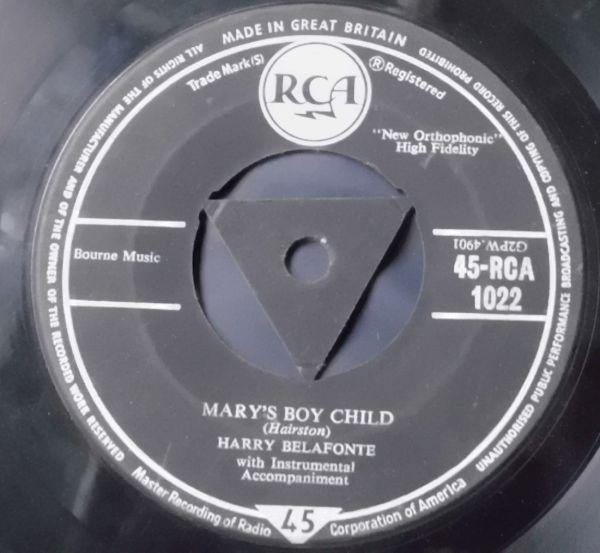 MADE IN GREAT BRITAIN
ALL RIGHTS OF THE MANUFACTURER AND OF THE OWNER OF THE RECORDED WORK RESERVED
UNAUTHORISED PUBLIC PERFORMANCE BROADCASTING AND COPYING OF THIS RECORD PROHIBITED
Trade Mark(S)
RCA
®Registered
"New Orthophonic"
High Fidelity
Bourne Music
G2PW.4901
45-RCA
1022
MARY'S BOY CHILD
(Hairston)
HARRY BELAFONTE
with Instrumental
Accompaniment
Master Recording of Radio Corporation of America
45